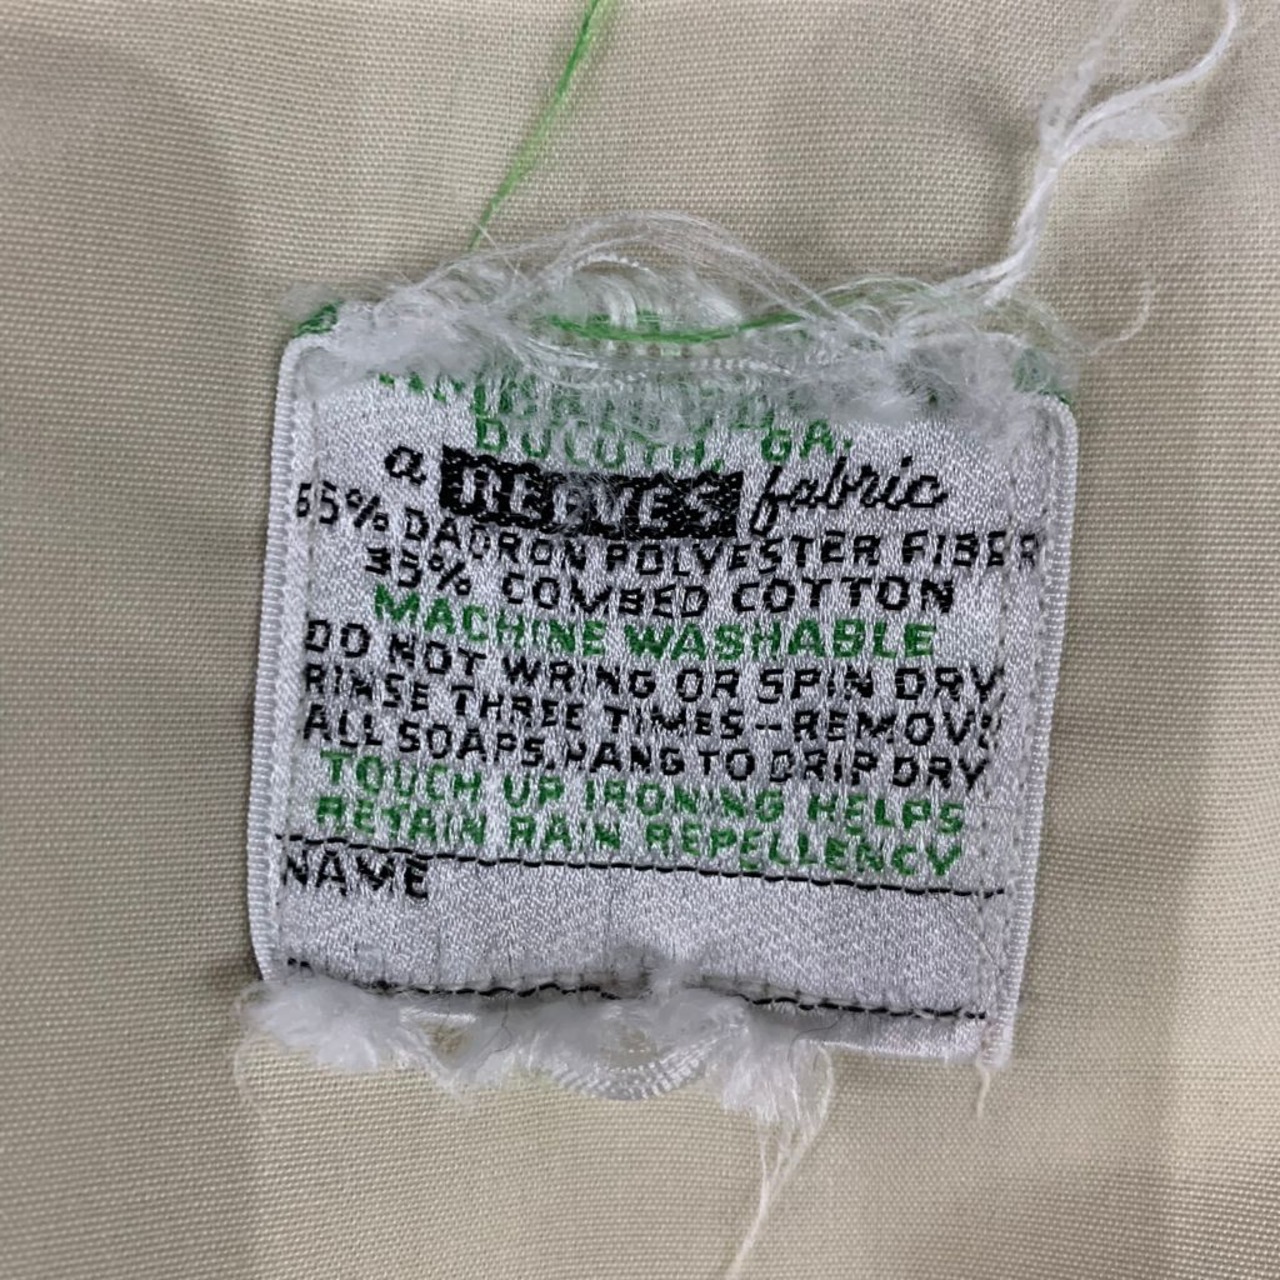 DULUTH, GA.
a REEVES fabric
65% DACRON POLYESTER FIBER
35% COMBED COTTON
MACHINE WASHABLE
DO NOT WRING OR SPIN DRY
RINSE THREE TIMES-REMOVE
ALL SOAPS, HANG TO DRIP DRY
TOUCH UP IRONING HELPS
RETAIN RAIN REPELLENCY
NAME